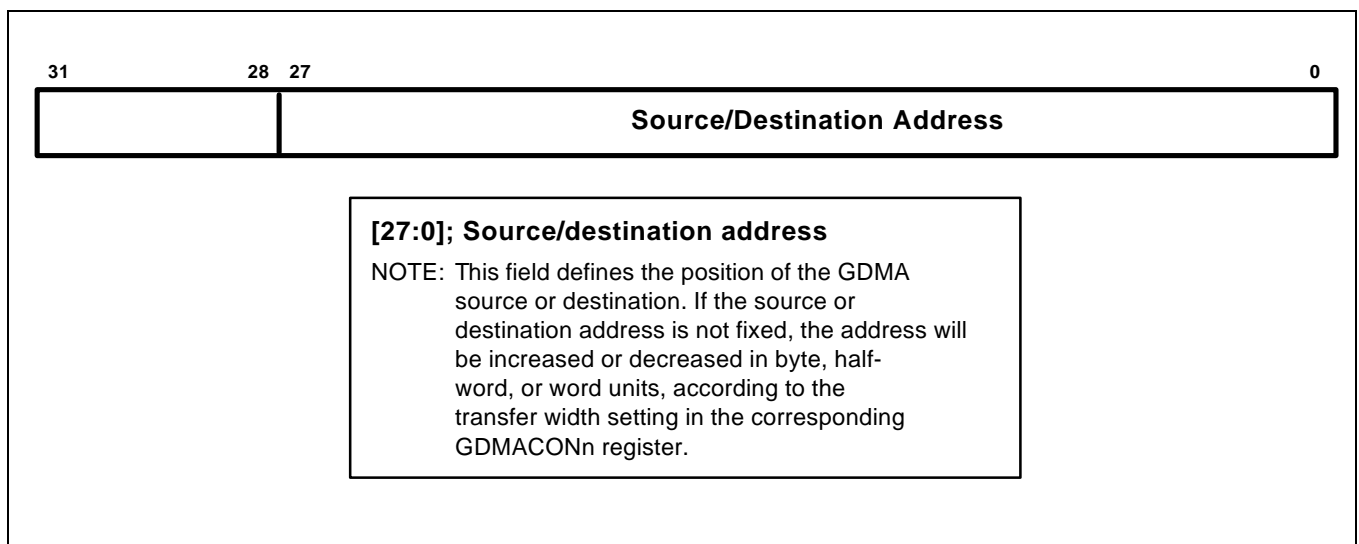 31 28 27 0
Source/Destination Address
[27:0]; Source/destination address
NOTE: This field defines the position of the GDMA
source or destination. If the source or
destination address is not fixed, the address will
be increased or decreased in byte, half-
word, or word units, according to the
transfer width setting in the corresponding
GDMACONn register.